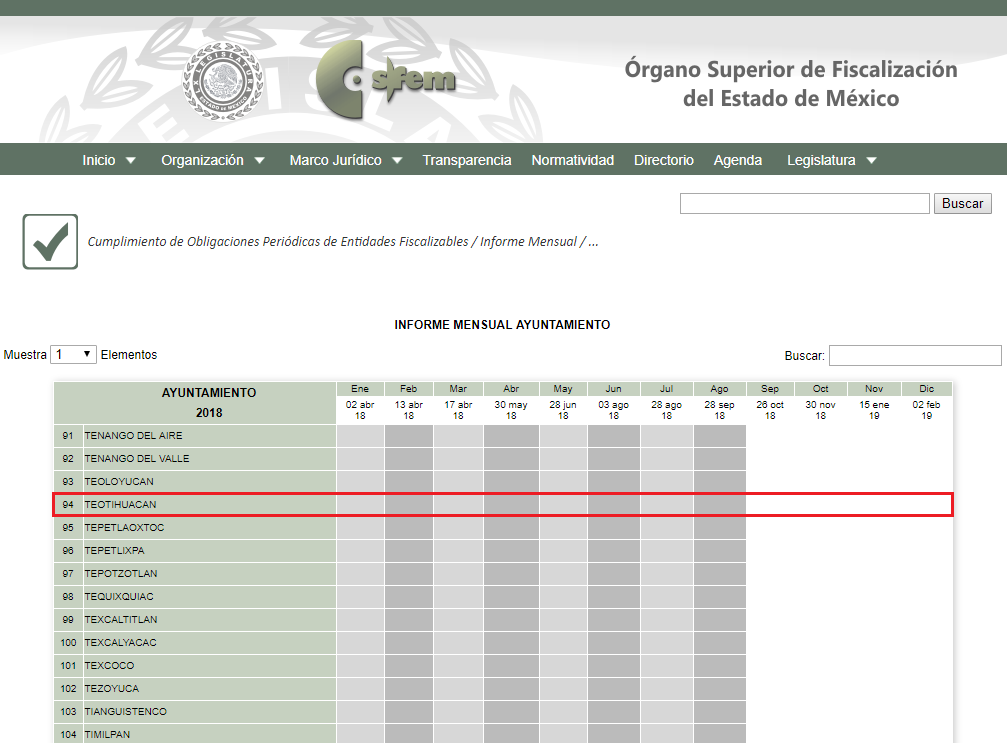 LEGISLATURA
ESTADO DE MÉXICO
osfem
Órgano Superior de Fiscalización
del Estado de México
Inicio Organización Marco Jurídico Transparencia Normatividad Directorio Agenda Legislatura
Buscar
Cumplimiento de Obligaciones Periódicas de Entidades Fiscalizables / Informe Mensual / ...
INFORME MENSUAL AYUNTAMIENTO
Muestra 1 Elementos Buscar:
AYUNTAMIENTO
2018
Ene Feb Mar Abr May Jun Jul Ago Sep Oct Nov Dic
02 abr 13 abr 17 abr 30 may 28 jun 03 ago 28 ago 28 sep 26 oct 30 nov 15 ene 02 feb
18 18 18 18 18 18 18 18 18 18 19 19
91 TENANGO DEL AIRE
92 TENANGO DEL VALLE
93 TEOLOYUCAN
94 TEOTIHUACAN
95 TEPETLAOXTOC
96 TEPETLIXPA
97 TEPOTZOTLAN
98 TEQUIXQUIAC
99 TEXCALTITLAN
100 TEXCALYACAC
101 TEXCOCO
102 TEZOYUCA
103 TIANGUISTENCO
104 TIMILPAN